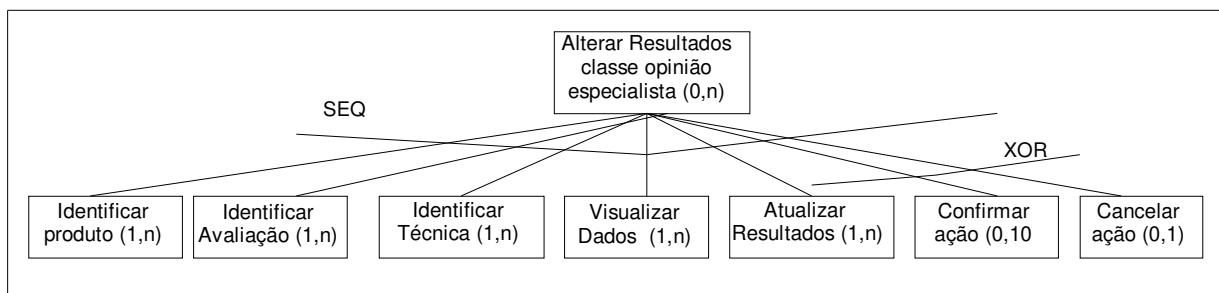 Alterar Resultados
classe opinião
especialista (0,n)
SEQ
XOR
Identificar
produto (1,n)
Identificar
Avaliação (1,n)
Identificar
Técnica (1,n)
Visualizar
Dados (1,n)
Atualizar
Resultados (1,n)
Confirmar
ação (0,10
Cancelar
ação (0,1)